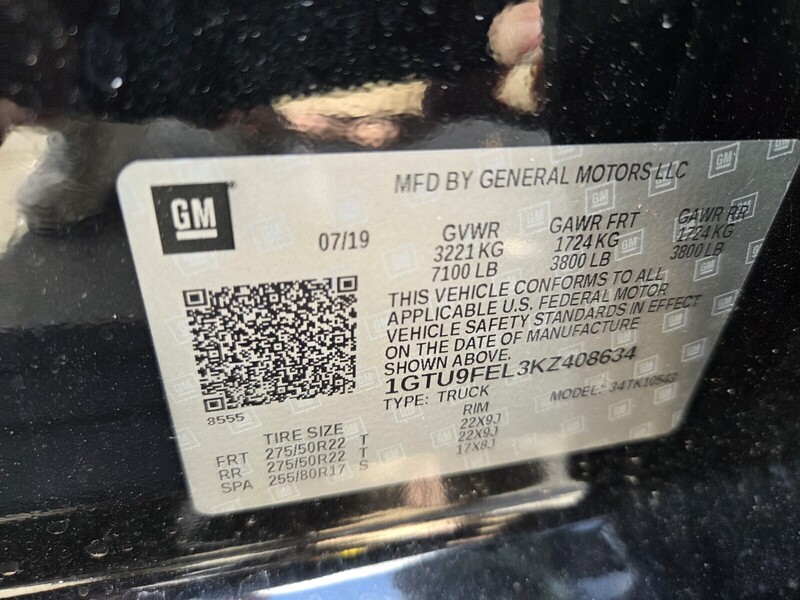 GM
MFD BY GENERAL MOTORS LLC
07/19
GVWR GAWR FRT GAWR RR
3221 KG 1724 KG 1724 KG
7100 LB 3800 LB 3800 LB
THIS VEHICLE CONFORMS TO ALL
APPLICABLE U.S. FEDERAL MOTOR
VEHICLE SAFETY STANDARDS IN EFFECT
ON THE DATE OF MANUFACTURE
SHOWN ABOVE.
1GTU9FEL3KZ408634
TYPE: TRUCK MODEL: 34TK10543
8555
TIRE SIZE RIM
FRT 275/50R22 T 22X9J
RR 275/50R22 T 22X9J
SPA 255/80R17 S 17X8J